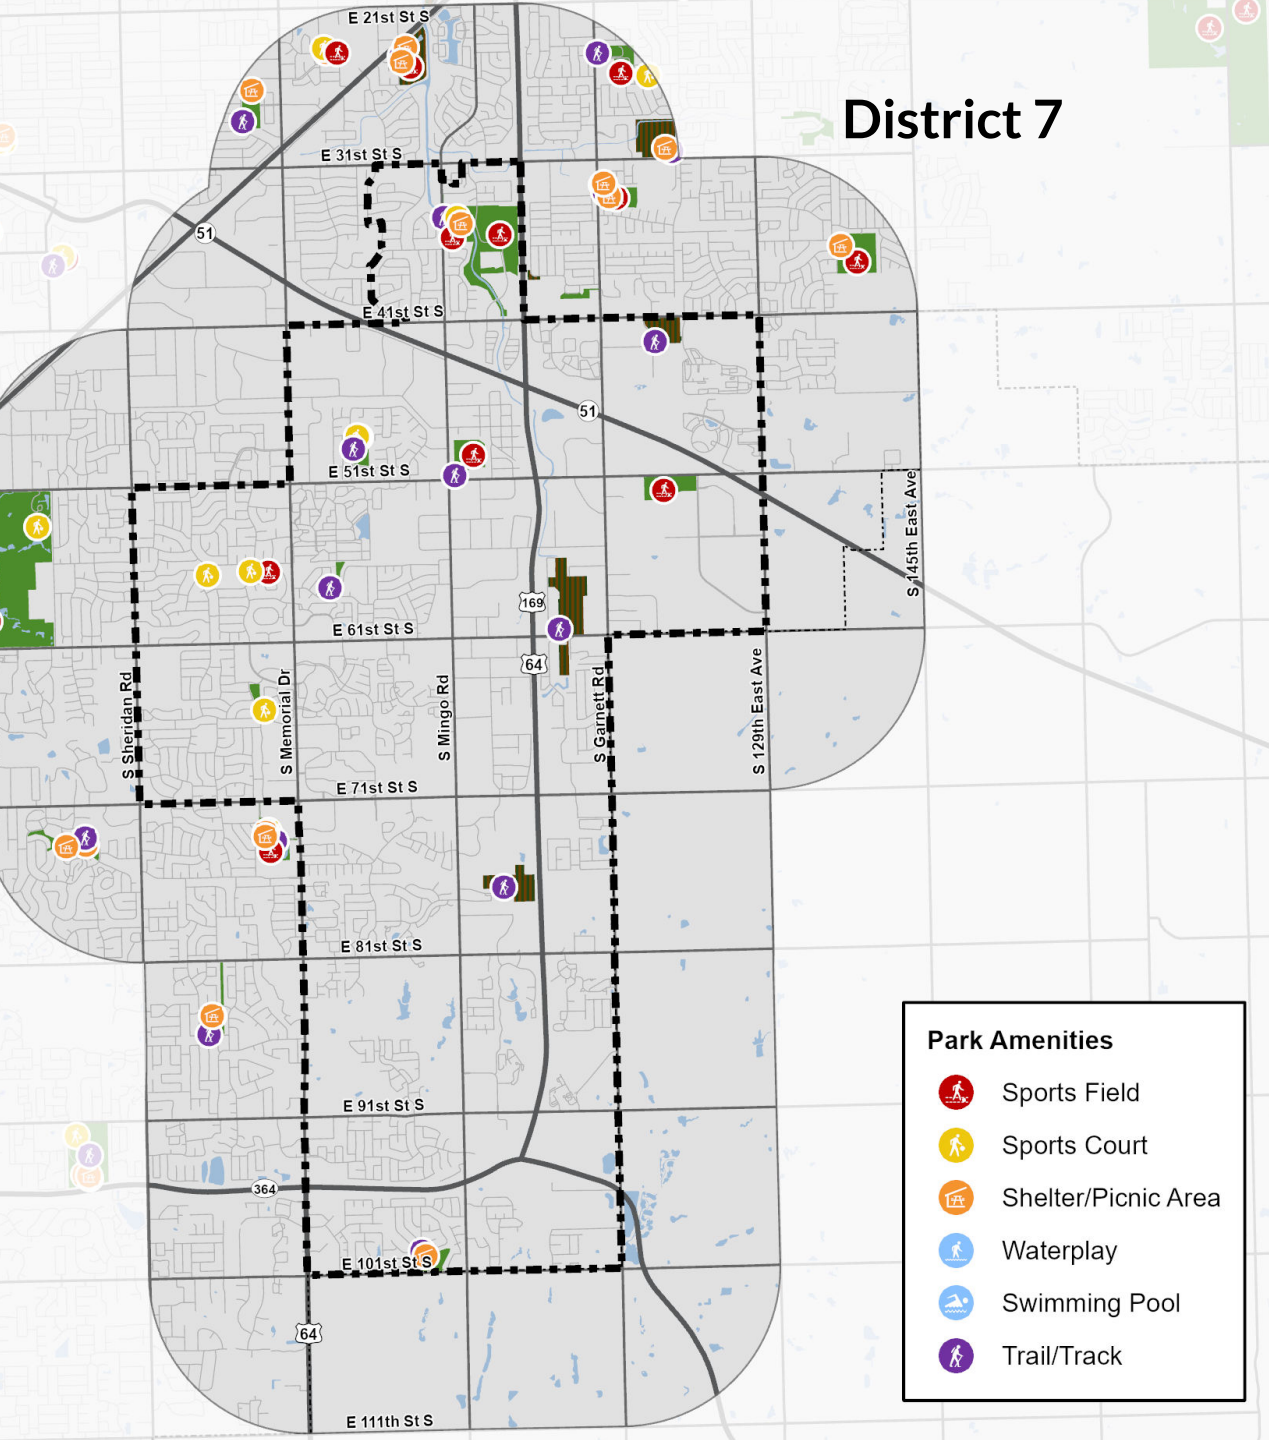 E 21st St S
District 7
E 31st St S
51
E 41st St S
51
E 51st St S
S 145th East Ave
169
E 61st St S
64
S Sheridan Rd
S Memorial Dr
S Mingo Rd
S Garnett Rd
S 129th East Ave
E 71st St S
E 81st St S
E 91st St S
364
E 101st St S
64
E 111th St S
Park Amenities
Sports Field
Sports Court
Shelter/Picnic Area
Waterplay
Swimming Pool
Trail/Track